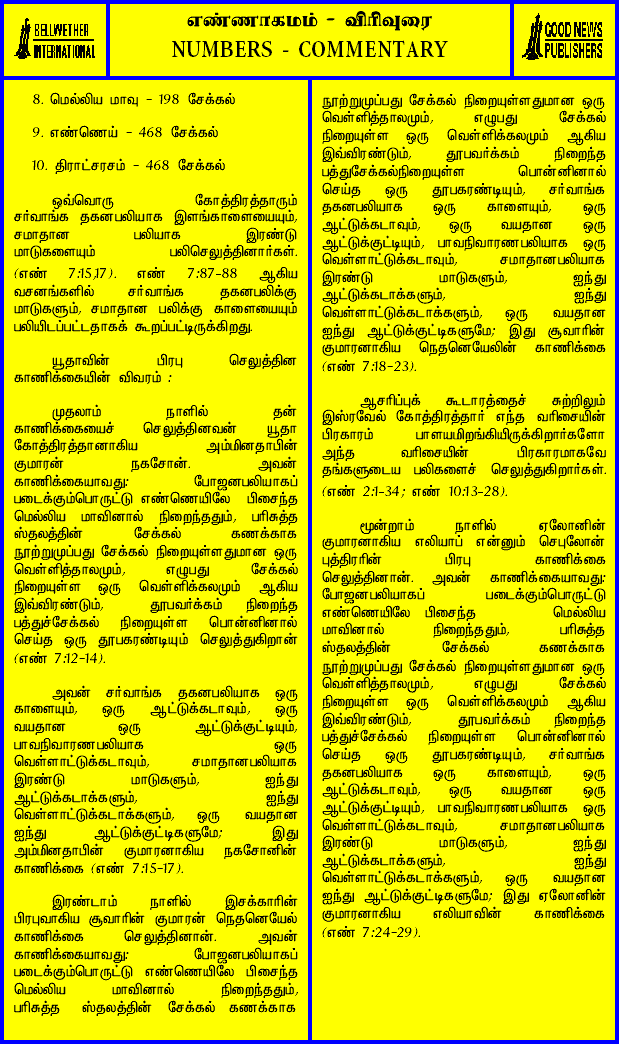 BELLWETHER
INTERNATIONAL
எண்ணாகமம் - விரிவுரை
NUMBERS - COMMENTARY
GOOD NEWS
PUBLISHERS
8. மெல்லிய மாவு - 198 சேக்கல்
9. எண்ணெய் - 468 சேக்கல்
10. திராட்சரசம் - 468 சேக்கல்
ஒவ்வொரு கோத்திரத்தாரும்
சர்வாங்க தகனபலியாக இளங்காளையையும்,
சமாதான பலியாக இரண்டு
மாடுகளையும் பலிசெலுத்தினார்கள்.
(எண் 7:15,17). எண் 7:87-88 ஆகிய
வசனங்களில் சர்வாங்க தகனபலிக்கு
மாடுகளும், சமாதான பலிக்கு காளையையும்
பலியிடப்பட்டதாகக் கூறப்பட்டிருக்கிறது.
யூதாவின் பிரபு செலுத்தின
காணிக்கையின் விவரம் :
முதலாம் நாளில் தன்
காணிக்கையைச் செலுத்தினவன் யூதா
கோத்திரத்தானாகிய அம்மினதாபின்
குமாரன் நகசோன். அவன்
காணிக்கையாவது: போஜனபலியாகப்
படைக்கும்பொருட்டு எண்ணெயிலே பிசைந்த
மெல்லிய மாவினால் நிறைந்ததும், பரிசுத்த
ஸ்தலத்தின் சேக்கல் கணக்காக
நூற்றுமுப்பது சேக்கல் நிறையுள்ளதுமான ஒரு
வெள்ளித்தாலமும், எழுபது சேக்கல்
நிறையுள்ள ஒரு வெள்ளிக்கலமும் ஆகிய
இவ்விரண்டும், தூபவர்க்கம் நிறைந்த
பத்துச்சேக்கல் நிறையுள்ள பொன்னினால்
செய்த ஒரு தூபகரண்டியும் செலுத்துகிறான்
(எண் 7:12-14).
அவன் சர்வாங்க தகனபலியாக ஒரு
காளையும், ஒரு ஆட்டுக்கடாவும், ஒரு
வயதான ஒரு ஆட்டுக்குட்டியும்,
பாவநிவாரணபலியாக ஒரு
வெள்ளாட்டுக்கடாவும், சமாதானபலியாக
இரண்டு மாடுகளும், ஐந்து
ஆட்டுக்கடாக்களும், ஐந்து
வெள்ளாட்டுக்கடாக்களும், ஒரு வயதான
ஐந்து ஆட்டுக்குட்டிகளுமே; இது
அம்மினதாபின் குமாரனாகிய நகசோனின்
காணிக்கை (எண் 7:15-17).
இரண்டாம் நாளில் இசக்காரின்
பிரபுவாகிய சூவாரின் குமாரன் நெதனெயேல்
காணிக்கை செலுத்தினான். அவன்
காணிக்கையாவது: போஜனபலியாகப்
படைக்கும்பொருட்டு எண்ணெயிலே பிசைந்த
மெல்லிய மாவினால் நிறைந்ததும்,
பரிசுத்த ஸ்தலத்தின் சேக்கல் கணக்காக
நூற்றுமுப்பது சேக்கல் நிறையுள்ளதுமான ஒரு
வெள்ளித்தாலமும், எழுபது சேக்கல்
நிறையுள்ள ஒரு வெள்ளிக்கலமும் ஆகிய
இவ்விரண்டும், தூபவர்க்கம் நிறைந்த
பத்துசேக்கல்நிறையுள்ள பொன்னினால்
செய்த ஒரு தூபகரண்டியும், சர்வாங்க
தகனபலியாக ஒரு காளையும், ஒரு
ஆட்டுக்கடாவும், ஒரு வயதான ஒரு
ஆட்டுக்குட்டியும், பாவநிவாரணபலியாக ஒரு
வெள்ளாட்டுக்கடாவும், சமாதானபலியாக
இரண்டு மாடுகளும், ஐந்து
ஆட்டுக்கடாக்களும், ஐந்து
வெள்ளாட்டுக்கடாக்களும், ஒரு வயதான
ஐந்து ஆட்டுக்குட்டிகளுமே; இது சூவாரின்
குமாரனாகிய நெதனெயேலின் காணிக்கை
(எண் 7:18-23).
ஆசரிப்புக் கூடாரத்தைச் சுற்றிலும்
இஸ்ரவேல் கோத்திரத்தார் எந்த வரிசையின்
பிரகாரம் பாளயமிறங்கியிருக்கிறார்களோ
அந்த வரிசையின் பிரகாரமாகவே
தங்களுடைய பலிகளைச் செலுத்துகிறார்கள்.
(எண் 2:1-34; எண் 10:13-28).
மூன்றாம் நாளில் ஏலோனின்
குமாரனாகிய எலியாப் என்னும் செபுலோன்
புத்திரரின் பிரபு காணிக்கை
செலுத்தினான். அவன் காணிக்கையாவது:
போஜனபலியாகப் படைக்கும்பொருட்டு
எண்ணெயிலே பிசைந்த மெல்லிய
மாவினால் நிறைந்ததும், பரிசுத்த
ஸ்தலத்தின் சேக்கல் கணக்காக
நூற்றுமுப்பது சேக்கல் நிறையுள்ளதுமான ஒரு
வெள்ளித்தாலமும், எழுபது சேக்கல்
நிறையுள்ள ஒரு வெள்ளிக்கலமும் ஆகிய
இவ்விரண்டும், தூபவர்க்கம் நிறைந்த
பத்துச்சேக்கல் நிறையுள்ள பொன்னினால்
செய்த ஒரு தூபகரண்டியும், சர்வாங்க
தகனபலியாக ஒரு காளையும், ஒரு
ஆட்டுக்கடாவும், ஒரு வயதான ஒரு
ஆட்டுக்குட்டியும், பாவநிவாரணபலியாக ஒரு
வெள்ளாட்டுக்கடாவும், சமாதானபலியாக
இரண்டு மாடுகளும், ஐந்து
ஆட்டுக்கடாக்களும், ஐந்து
வெள்ளாட்டுக்கடாக்களும், ஒரு வயதான
ஐந்து ஆட்டுக்குட்டிகளுமே; இது ஏலோனின்
குமாரனாகிய எலியாவின் காணிக்கை
(எண் 7:24-29).